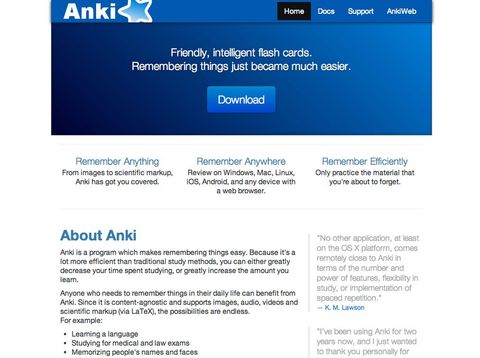 Anki
Home Docs Support AnkiWeb
Friendly, intelligent flash cards.
Remembering things just became much easier.
Download
Remember Anything
From images to scientific markup,
Anki has got you covered.
Remember Anywhere
Review on Windows, Mac, Linux,
iOS, Android, and any device with
a web browser.
Remember Efficiently
Only practice the material that
you're about to forget.
About Anki
Anki is a program which makes remembering things easy. Because it's a
lot more efficient than traditional study methods, you can either greatly
decrease your time spent studying, or greatly increase the amount you
learn.
Anyone who needs to remember things in their daily life can benefit from
Anki. Since it is content-agnostic and supports images, audio, videos and
scientific markup (via LaTeX), the possibilities are endless.
For example:
• Learning a language
• Studying for medical and law exams
• Memorizing people's names and faces
"No other application, at least
on the OS X platform, comes
remotely close to Anki in
terms of the number and
power of features, flexibility in
study, or implementation of
spaced repetition."
— K. M. Lawson
"I've been using Anki for two
years now, and I just wanted
to thank you personally for